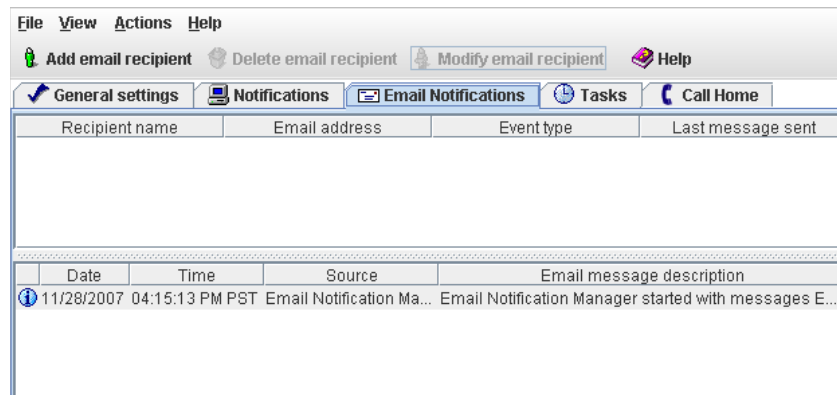 File View Actions Help
Add email recipient Delete email recipient Modify email recipient Help
General settings Notifications Email Notifications Tasks Call Home
Recipient name Email address Event type Last message sent
Date Time Source Email message description
11/28/2007 04:15:13 PM PST Email Notification Ma... Email Notification Manager started with messages E...